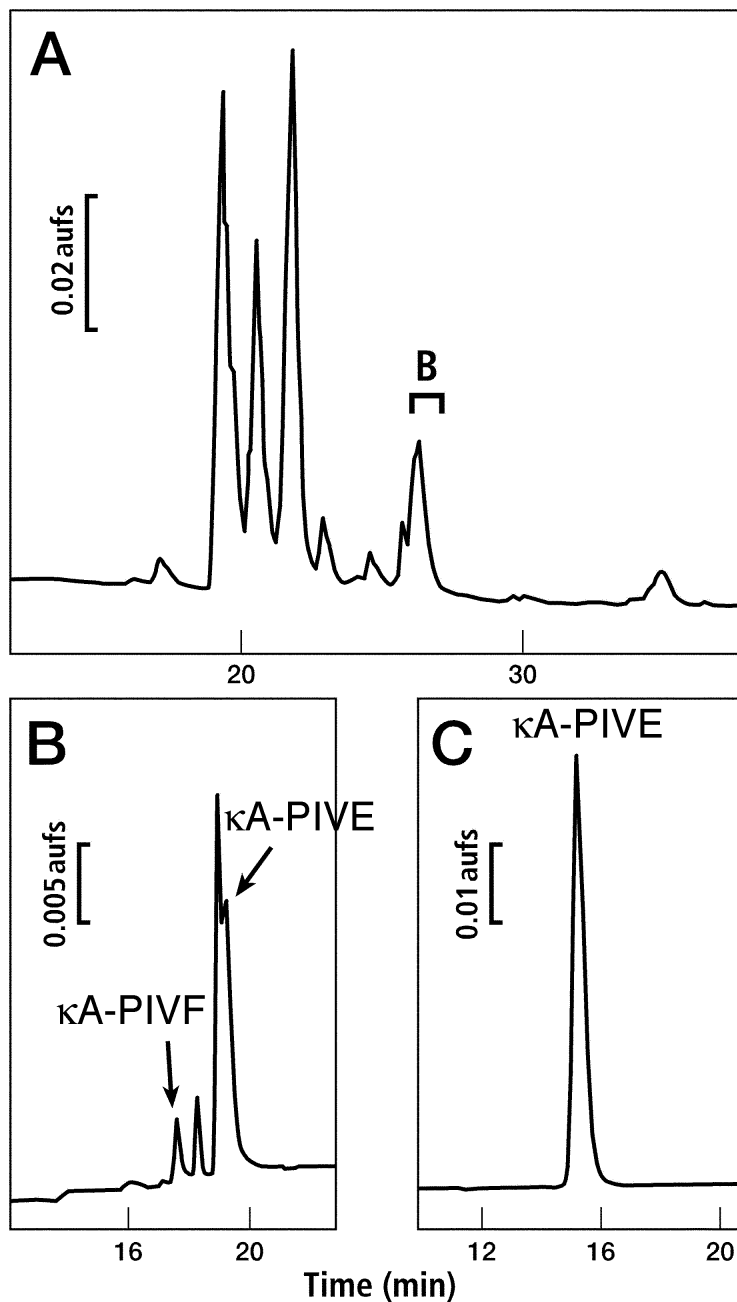 A
0.02 aufs
B
20 30
B
κA-PIVE
0.005 aufs
κA-PIVF
16 20
C
κA-PIVE
0.01 aufs
12 16 20
Time (min)